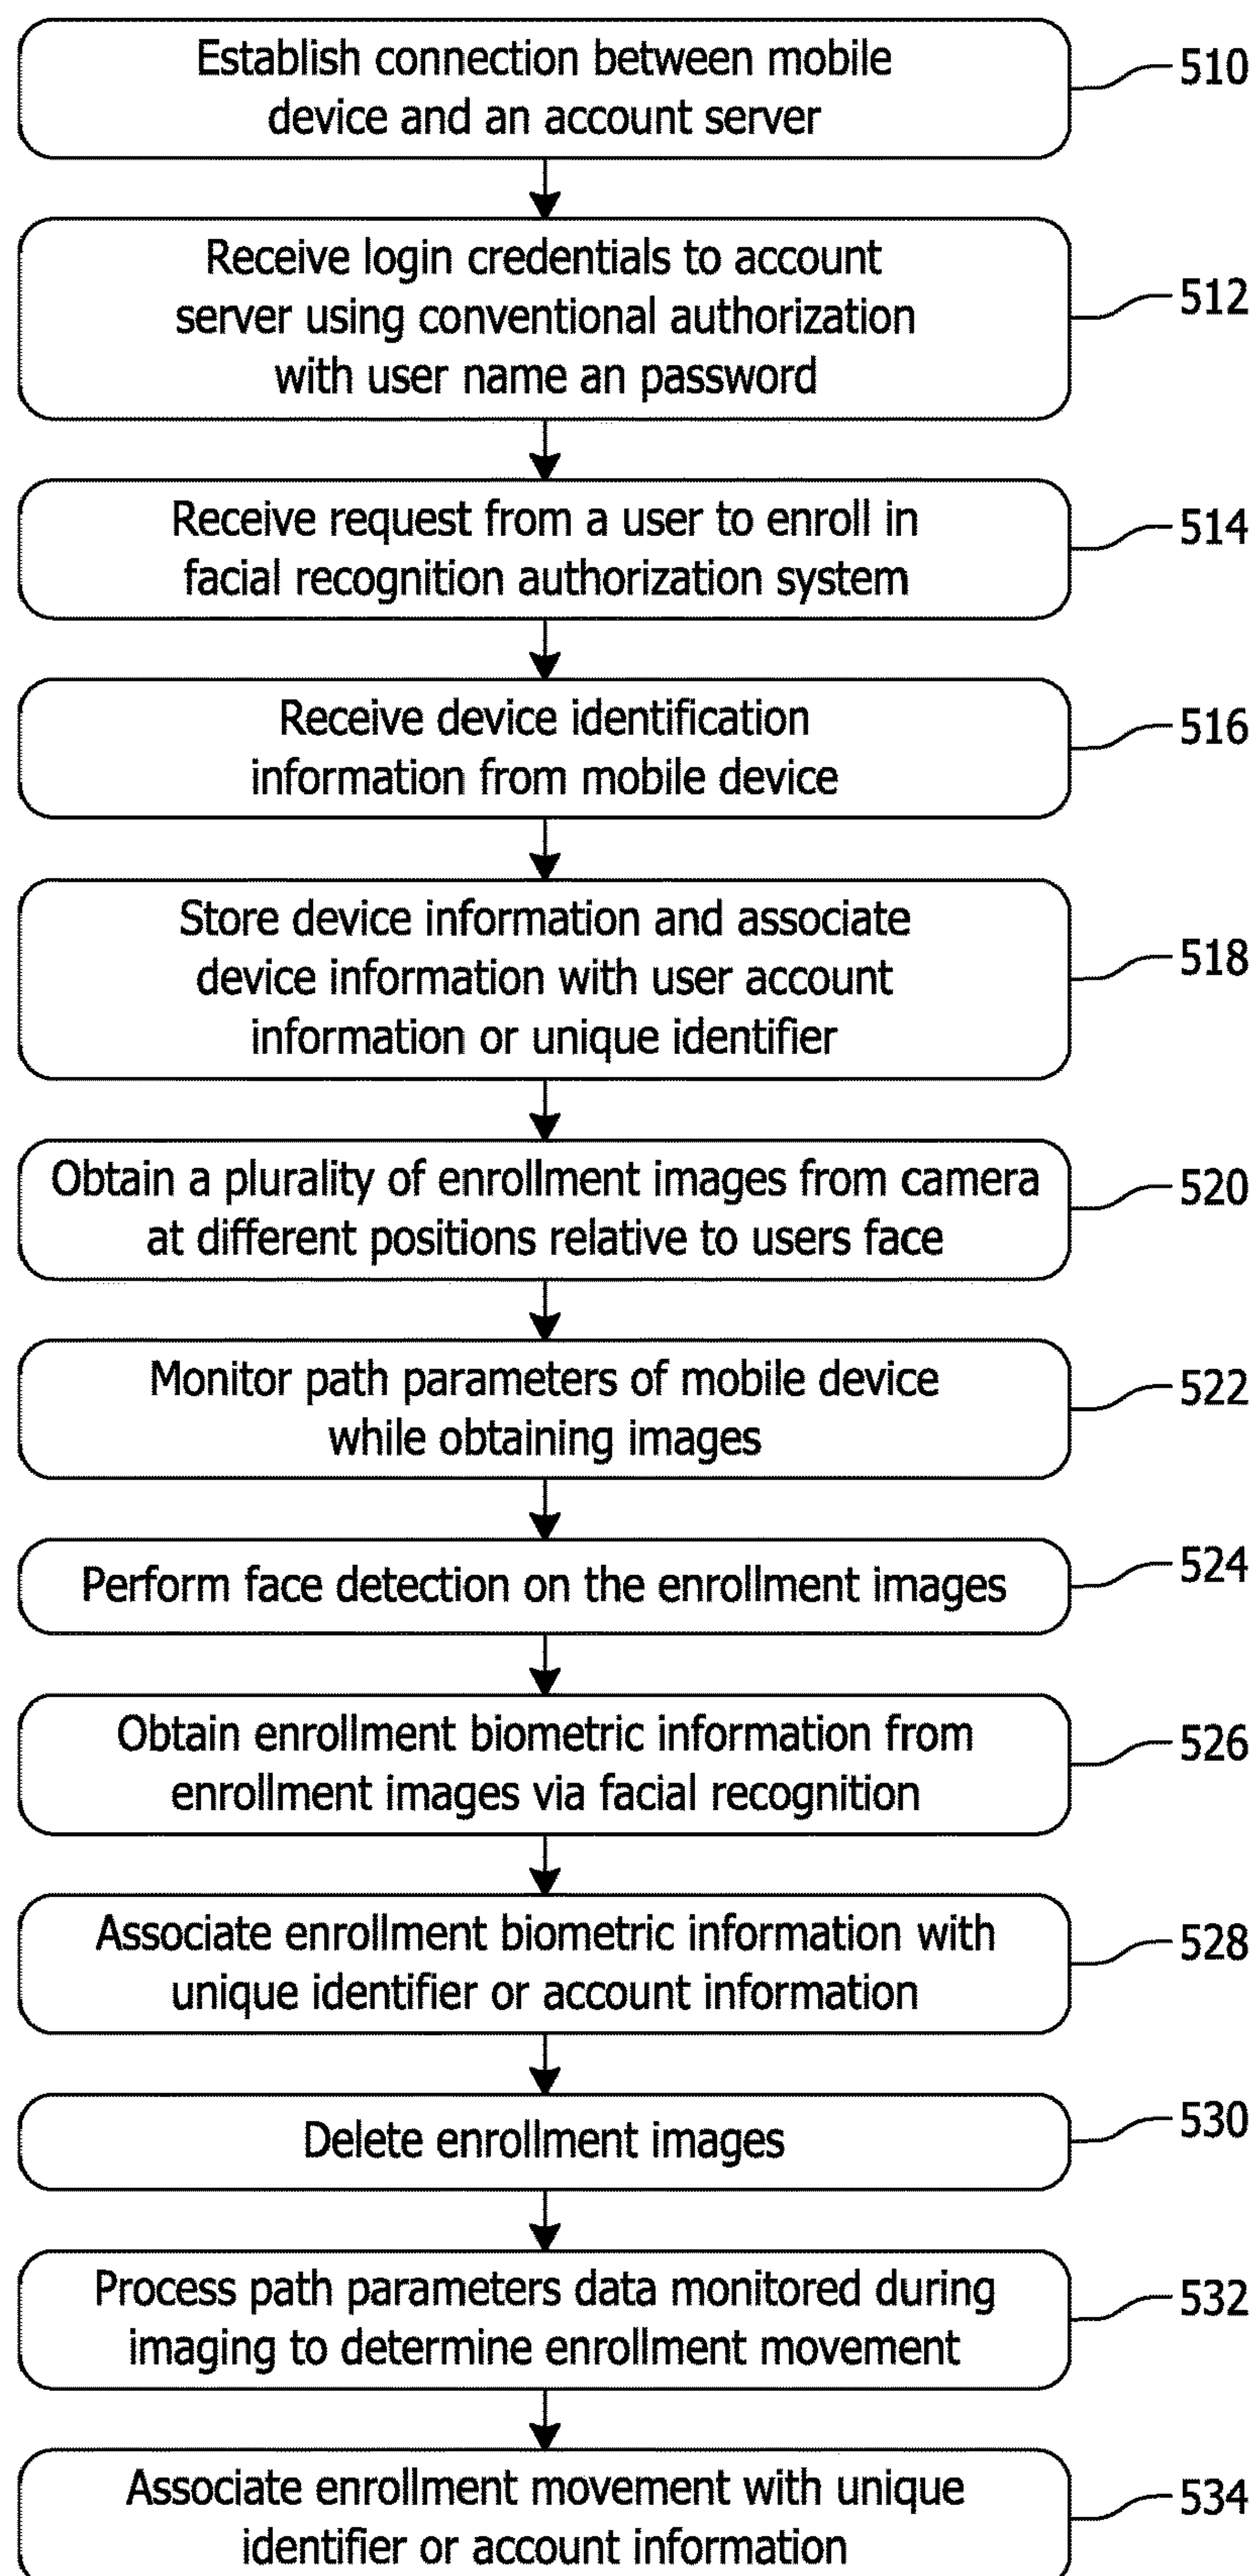 Establish connection between mobile
device and an account server
510
Receive login credentials to account
server using conventional authorization
with user name an password
512
Receive request from a user to enroll in
facial recognition authorization system
514
Receive device identification
information from mobile device
516
Store device information and associate
device information with user account
information or unique identifier
518
Obtain a plurality of enrollment images from camera
at different positions relative to users face
520
Monitor path parameters of mobile device
while obtaining images
522
Perform face detection on the enrollment images
524
Obtain enrollment biometric information from
enrollment images via facial recognition
526
Associate enrollment biometric information with
unique identifier or account information
528
Delete enrollment images
530
Process path parameters data monitored during
imaging to determine enrollment movement
532
Associate enrollment movement with unique
identifier or account information
534